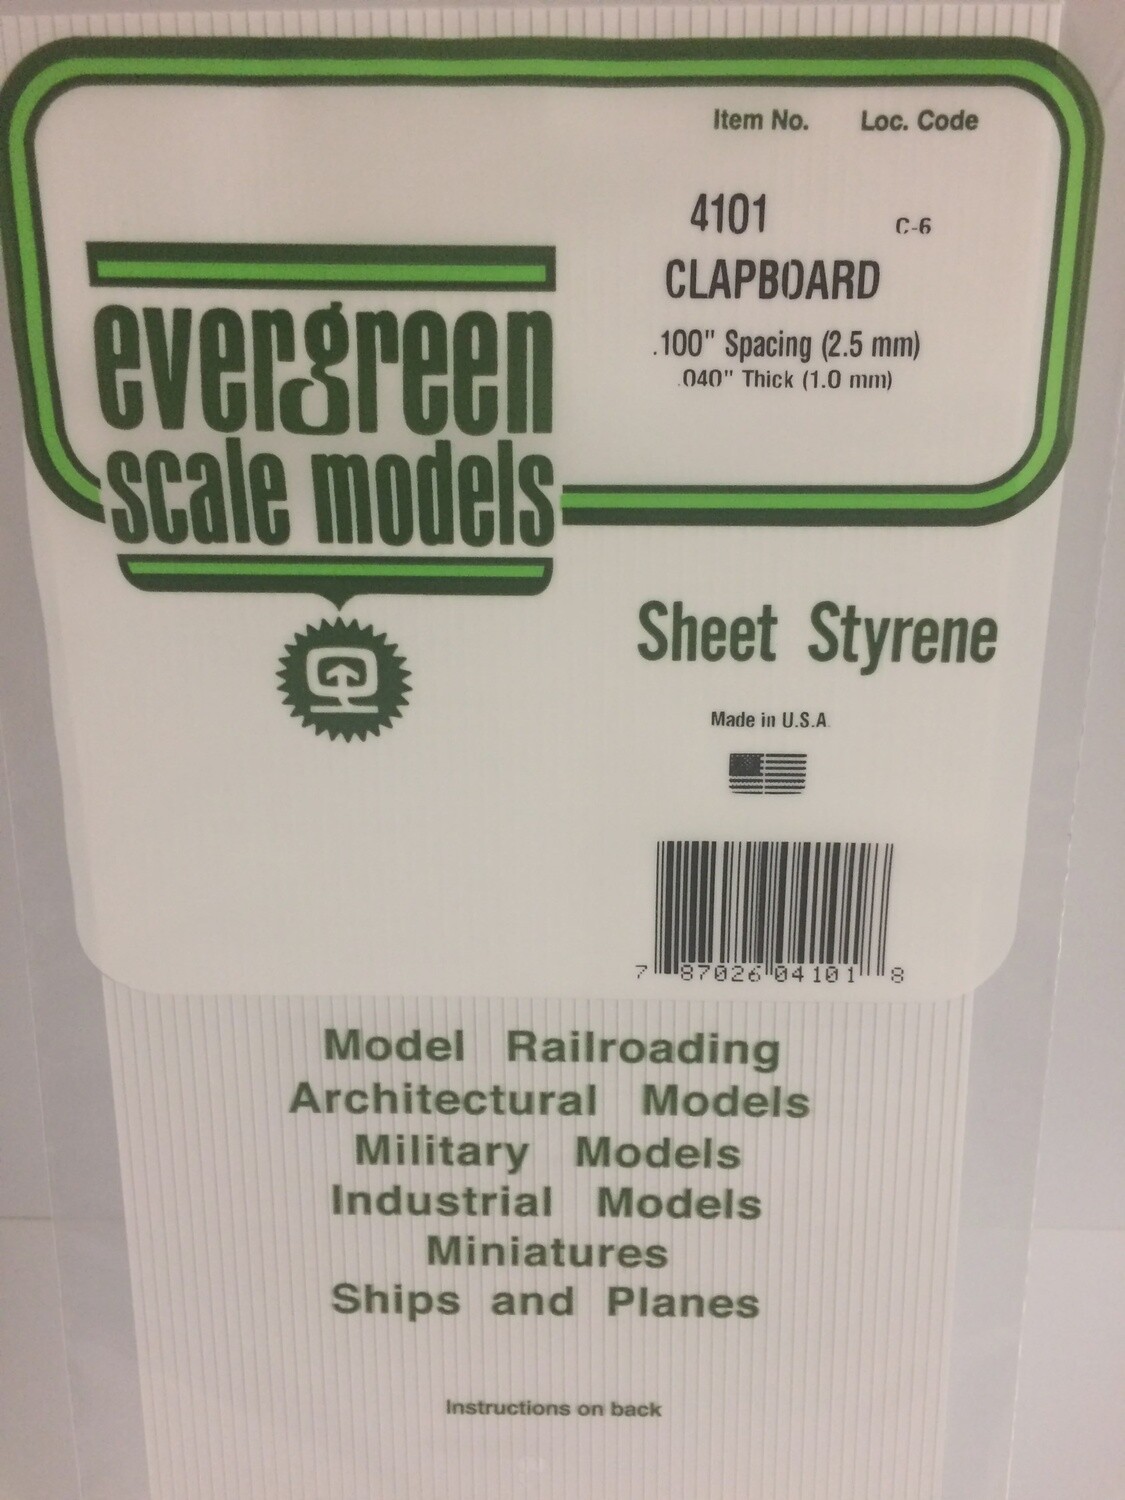 Item No. Loc. Code
4101 C-6
CLAPBOARD
.100" Spacing (2.5 mm)
.040" Thick (1.0 mm)
evergreen
scale models
Sheet Styrene
Made in U.S.A.
7 87026 04101 8
Model Railroading
Architectural Models
Military Models
Industrial Models
Miniatures
Ships and Planes
Instructions on back